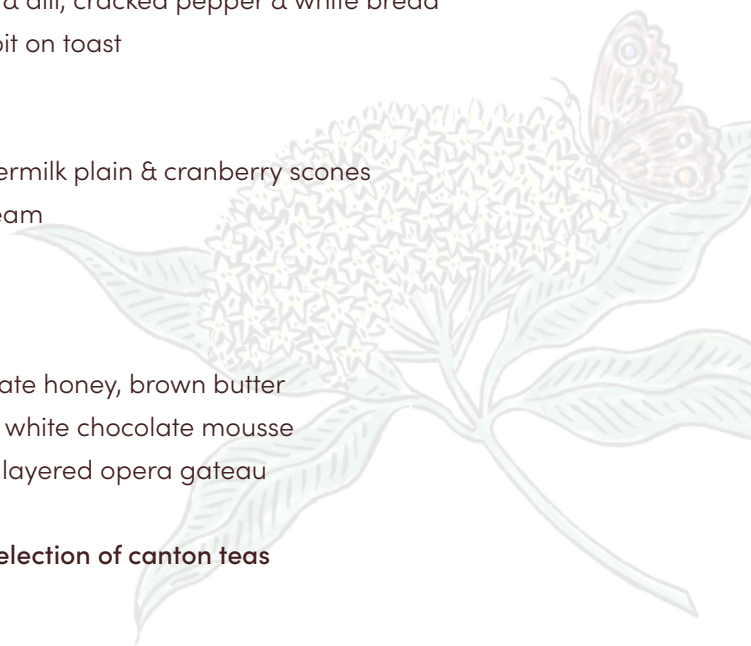 & dill, cracked pepper & white bread
bit on toast
ermilk plain & cranberry scones
eam
ate honey, brown butter
white chocolate mousse
layered opera gateau
election of canton teas